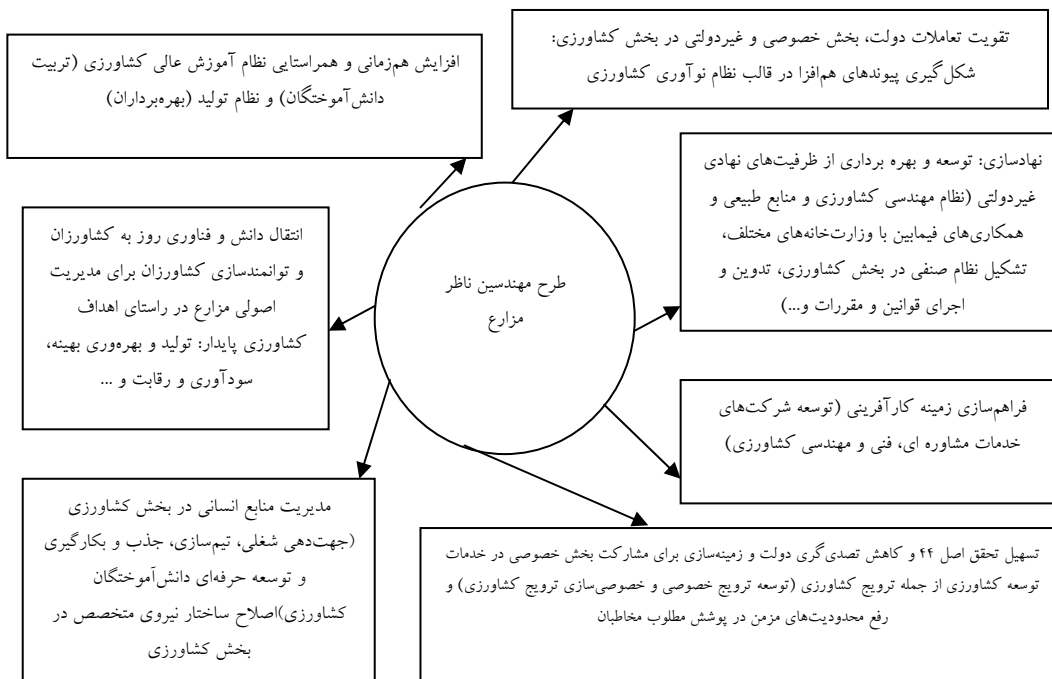 تقویت تعاملات دولت، بخش خصوصی و غیردولتی در بخش کشاورزی:
شکل‌گیری پیوندهای هم‌افزا در قالب نظام نوآوری کشاورزی
افزایش هم‌زمانی و همراستایی نظام آموزش عالی کشاورزی (تربیت
دانش‌آموختگان) و نظام تولید (بهره‌برداران)
نهادسازی: توسعه و بهره برداری از ظرفیت‌های نهادی
غیردولتی (نظام مهندسی کشاورزی و منابع طبیعی و
همکاری‌های فیمابین با وزارت‌خانه‌های مختلف،
تشکیل نظام صنفی در بخش کشاورزی، تدوین و
اجرای قوانین و مقررات و...)
انتقال دانش و فناوری روز به کشاورزان
و توانمندسازی کشاورزان برای مدیریت
اصولی مزارع در راستای اهداف
کشاورزی پایدار: تولید و بهره‌وری بهینه،
سودآوری و رقابت و ...
طرح مهندسین ناظر
مزارع
فراهم‌سازی زمینه کارآفرینی (توسعه شرکت‌های
خدمات مشاوره ای، فنی و مهندسی کشاورزی)
مدیریت منابع انسانی در بخش کشاورزی
(جهت‌دهی شغلی، تیم‌سازی، جذب و بکارگیری
و توسعه حرفه‌ای دانش‌آموختگان
کشاورزی)اصلاح ساختار نیروی متخصص در
بخش کشاورزی
تسهیل تحقق اصل ۴۴ و کاهش تصدی‌گری دولت و زمینه‌سازی برای مشارکت بخش خصوصی در خدمات
توسعه کشاورزی از جمله ترویج کشاورزی (توسعه ترویج خصوصی و خصوصی‌سازی ترویج کشاورزی) و
رفع محدودیت‌های مزمن در پوشش مطلوب مخاطبان